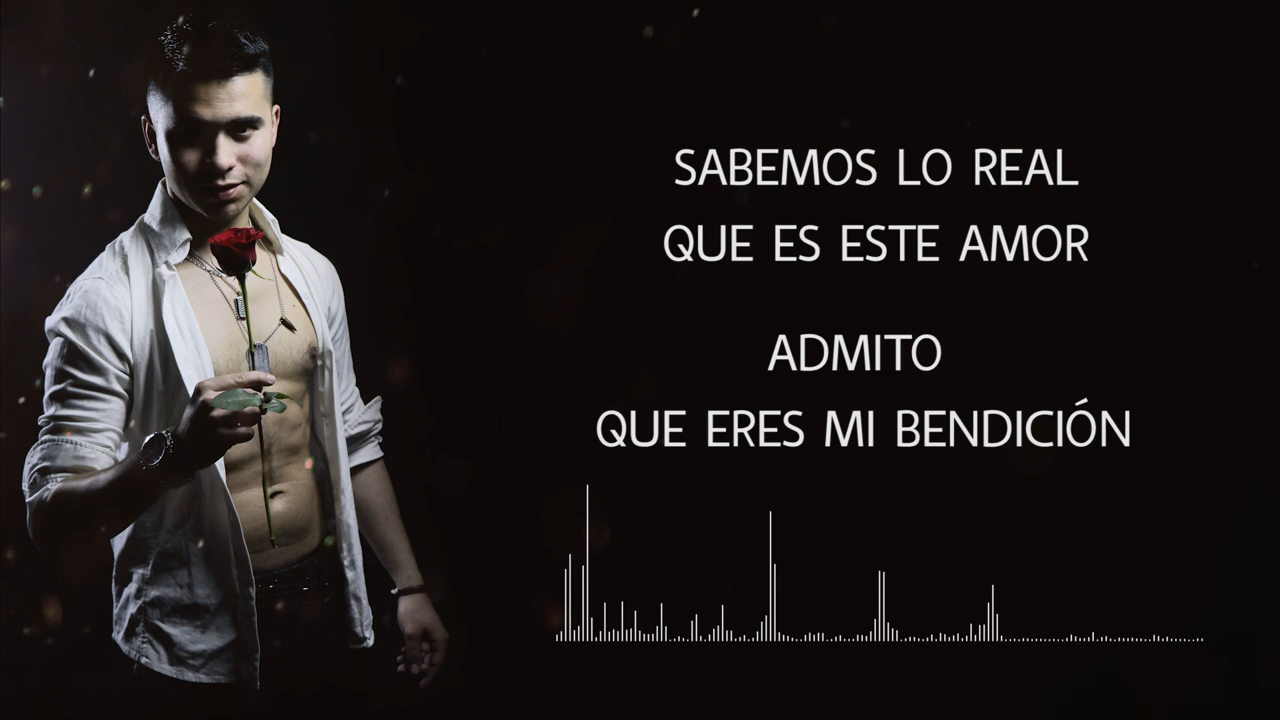 SABEMOS LO REAL
QUE ES ESTE AMOR
ADMITO
QUE ERES MI BENDICIÓN